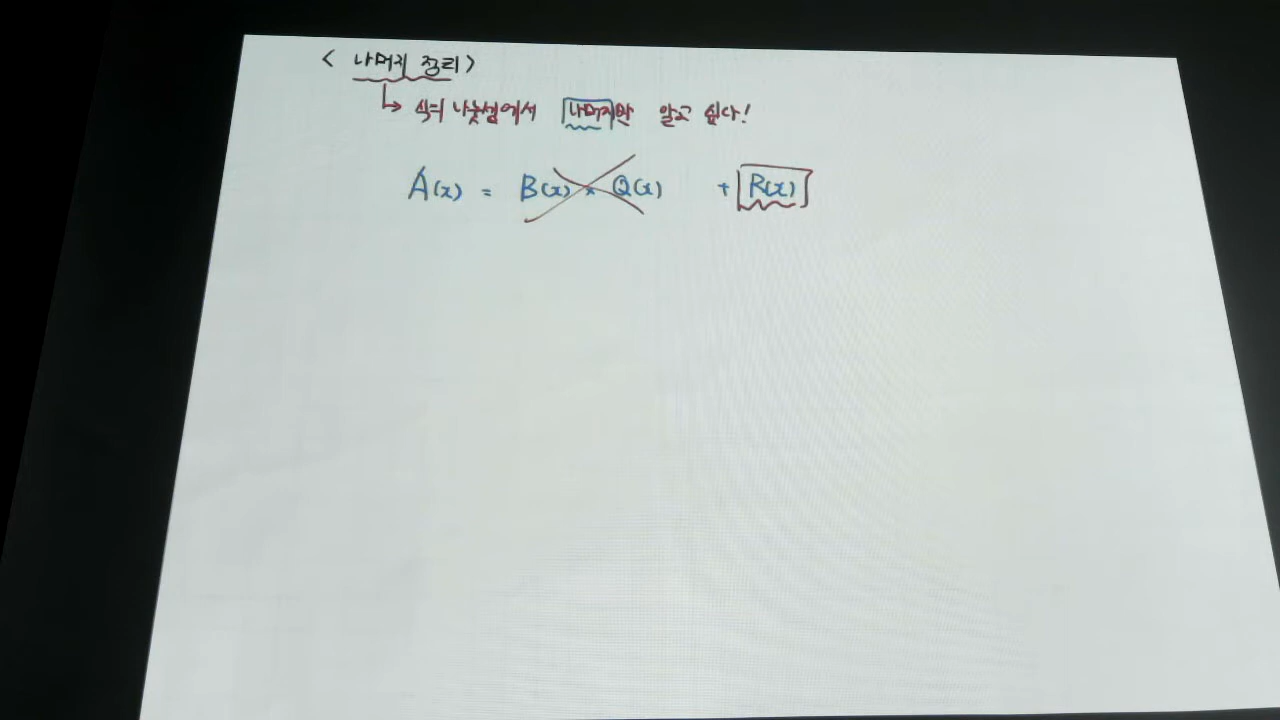 < 나머지 정리 >
↳ 식의 나눗셈에서 나머지만 알고 싶다!
A(x) = B(x) × Q(x) + R(x)